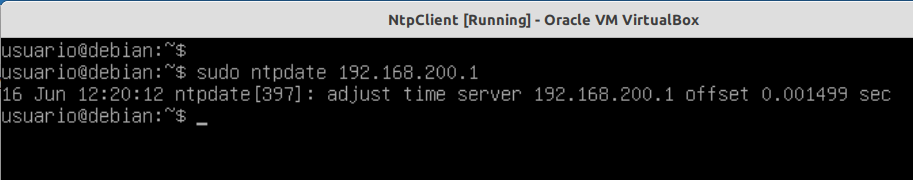 NtpClient [Running] - Oracle VM VirtualBox
usuario@debian:~$
usuario@debian:~$ sudo ntpdate 192.168.200.1
16 Jun 12:20:12 ntpdate[397]: adjust time server 192.168.200.1 offset 0.001499 sec
usuario@debian:~$ _